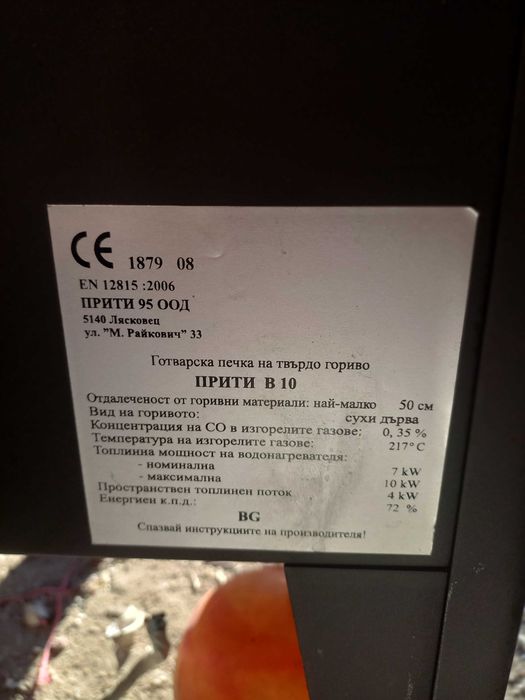 CE 1879 08
EN 12815 :2006
ПРИТИ 95 ООД
5140 Лясковец
ул. "М. Райкович" 33
Готварска печка на твърдо гориво
ПРИТИ В 10
Отдалеченост от горивни материали: най-малко 50 см
Вид на горивото: сухи дърва
Концентрация на СО в изгорелите газове: 0, 35 %
Температура на изгорелите газове: 217° С
Топлинна мощност на водонагревателя:
- номинална 7 kW
- максимална 10 kW
Пространствен топлинен поток 4 kW
Енергиен к.п.д.: 72 %
BG
Спазвай инструкциите на производителя!